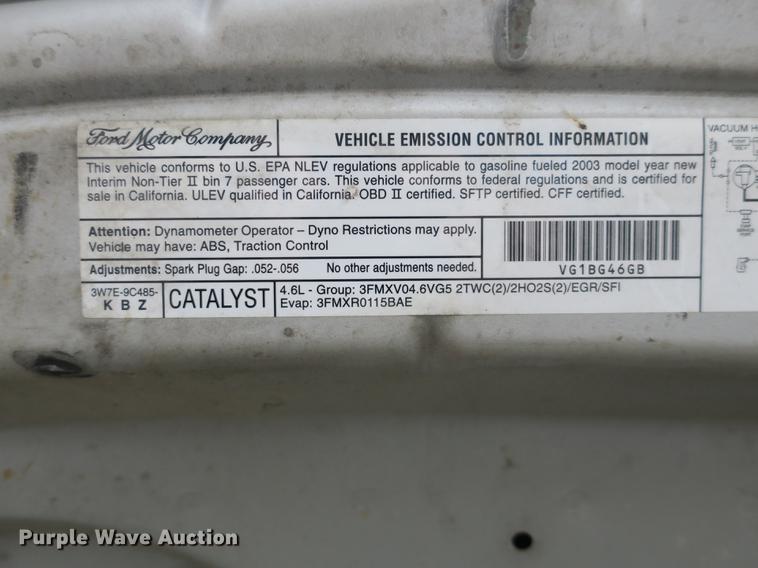 Ford Motor Company
VEHICLE EMISSION CONTROL INFORMATION
VACUUM H
This vehicle conforms to U.S. EPA NLEV regulations applicable to gasoline fueled 2003 model year new
Interim Non-Tier II bin 7 passenger cars. This vehicle conforms to federal regulations and is certified for
sale in California. ULEV qualified in California. OBD II certified. SFTP certified. CFF certified.
Attention: Dynamometer Operator – Dyno Restrictions may apply.
Vehicle may have: ABS, Traction Control
Adjustments: Spark Plug Gap: .052-.056 No other adjustments needed.
VG1BG46GB
3W7E-9C485-
K B Z
CATALYST
4.6L - Group: 3FMXV04.6VG5 2TWC(2)/2HO2S(2)/EGR/SFI
Evap: 3FMXR0115BAE
Purple Wave Auction